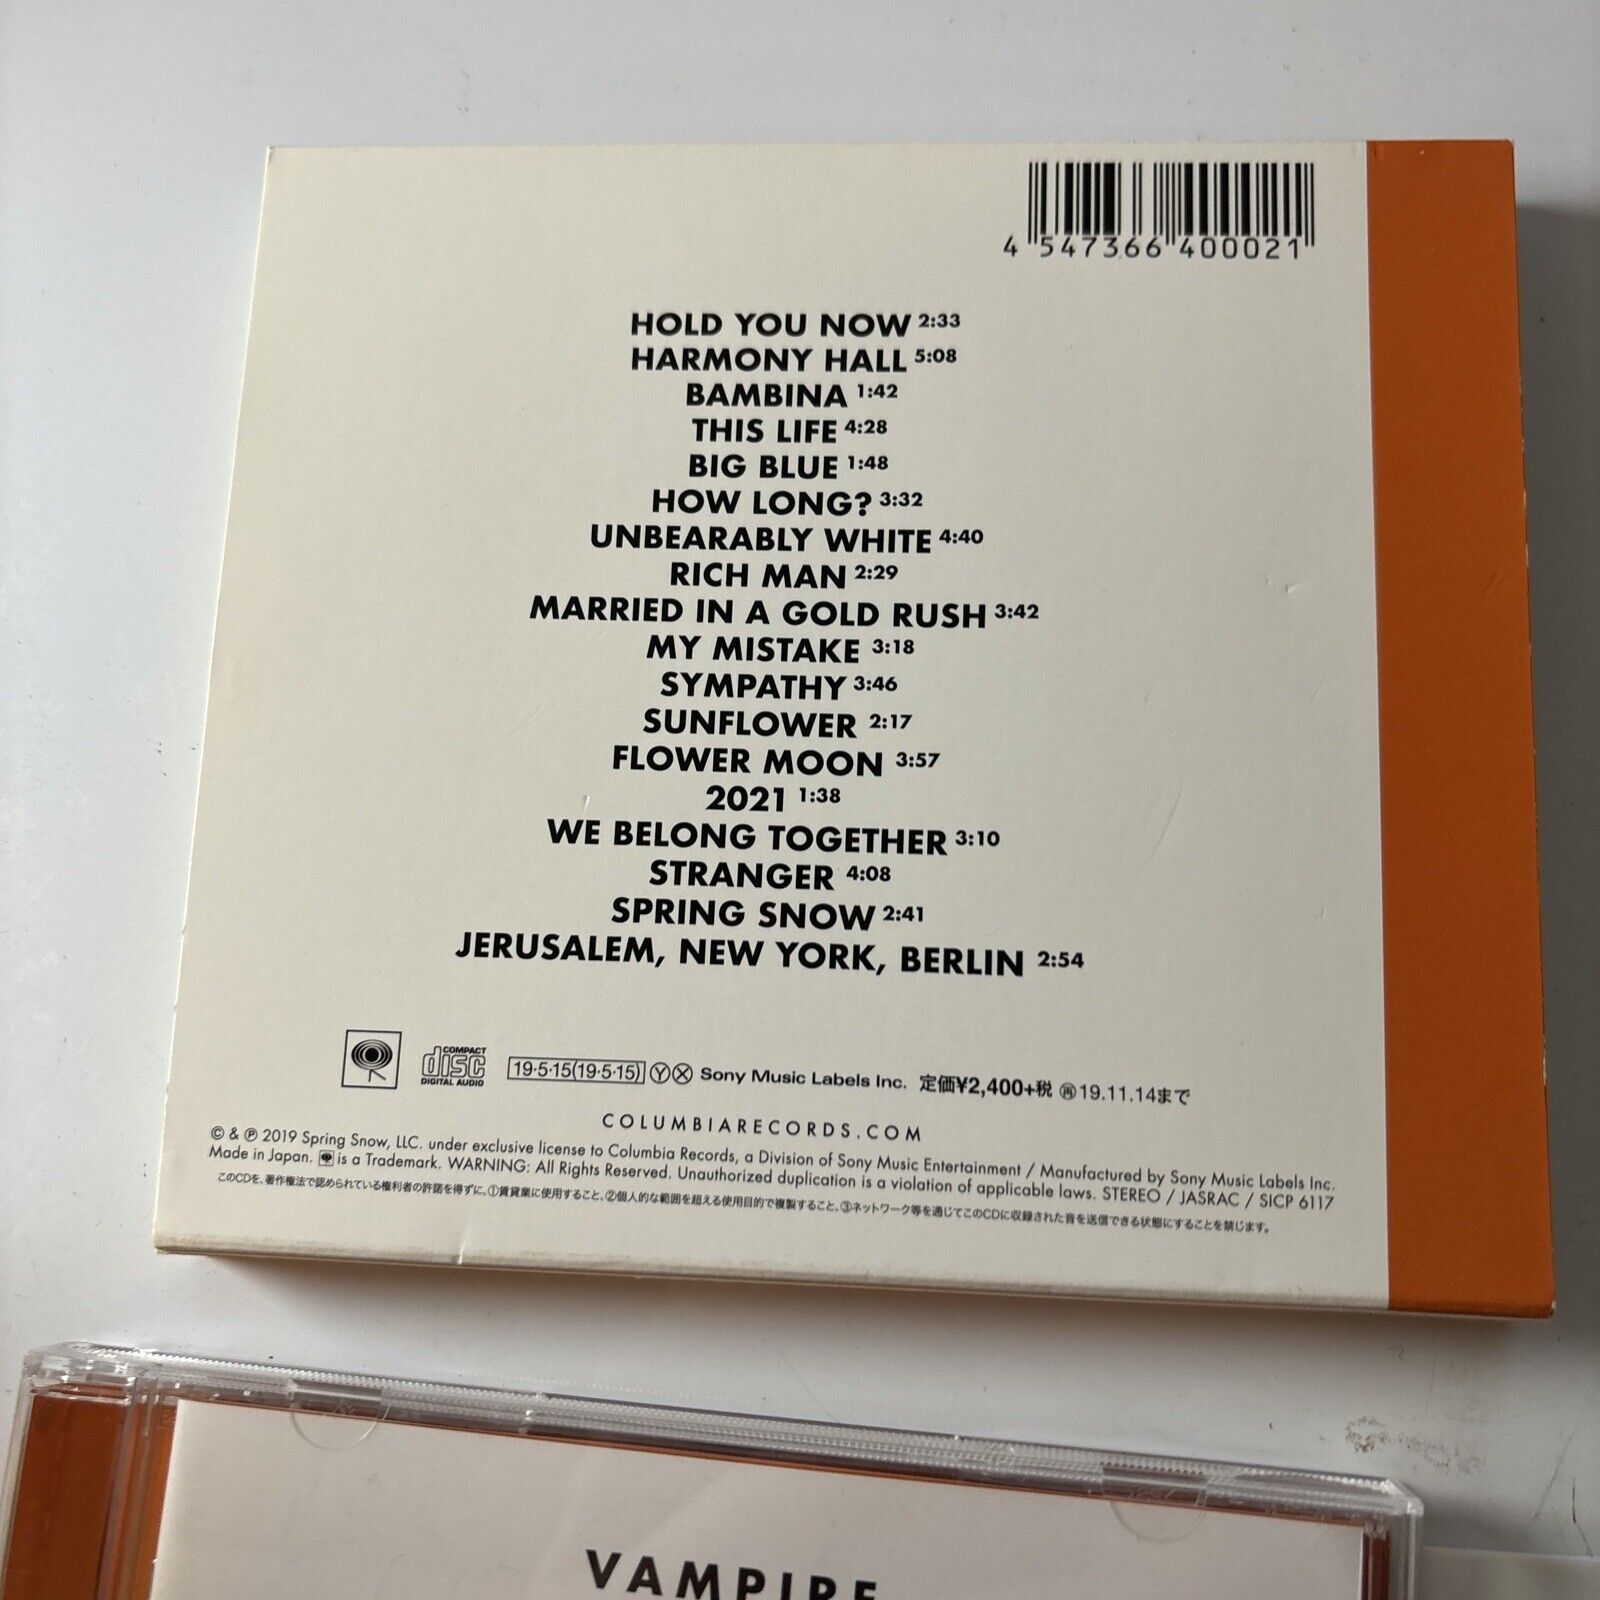 4 547366 400021
HOLD YOU NOW 2:33
HARMONY HALL 5:08
BAMBINA 1:42
THIS LIFE 4:28
BIG BLUE 1:48
HOW LONG? 3:32
UNBEARABLY WHITE 4:40
RICH MAN 2:29
MARRIED IN A GOLD RUSH 3:42
MY MISTAKE 3:18
SYMPATHY 3:46
SUNFLOWER 2:17
FLOWER MOON 3:57
2021 1:38
WE BELONG TOGETHER 3:10
STRANGER 4:08
SPRING SNOW 2:41
JERUSALEM, NEW YORK, BERLIN 2:54
COMPACT disc DIGITAL AUDIO 19·5·15(19·5·15) Ⓨ Ⓧ Sony Music Labels Inc. 定価¥2,400+税 ㊞19.11.14まで
COLUMBIARECORDS.COM
© & ℗ 2019 Spring Snow, LLC. under exclusive license to Columbia Records, a Division of Sony Music Entertainment / Manufactured by Sony Music Labels Inc.
Made in Japan. is a Trademark. WARNING: All Rights Reserved. Unauthorized duplication is a violation of applicable laws. STEREO / JASRAC / SICP 6117
このCDを、著作権法で認められている権利者の許諾を得ずに、①賃貸業に使用すること、②個人的な範囲を超える使用目的で複製すること、③ネットワーク等を通じてこのCDに収録された音を送信できる状態にすることを禁じます。
VAMPIRE